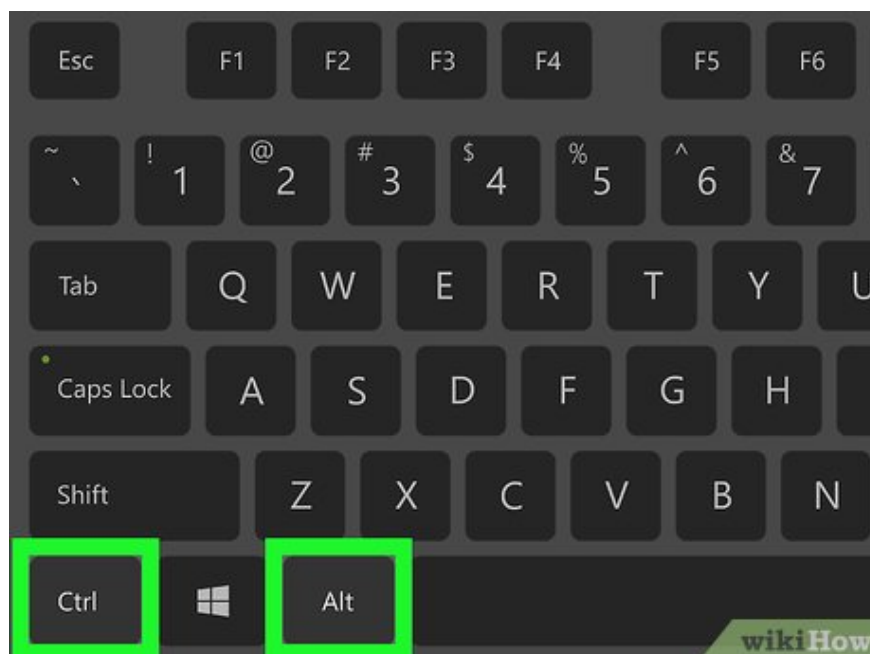 Esc F1 F2 F3 F4 F5 F6
~ ` ! 1 @ 2 # 3 $ 4 % 5 ^ 6 & 7
Tab Q W E R T Y U
Caps Lock A S D F G H
Shift Z X C V B N
Ctrl Alt
wikiHow